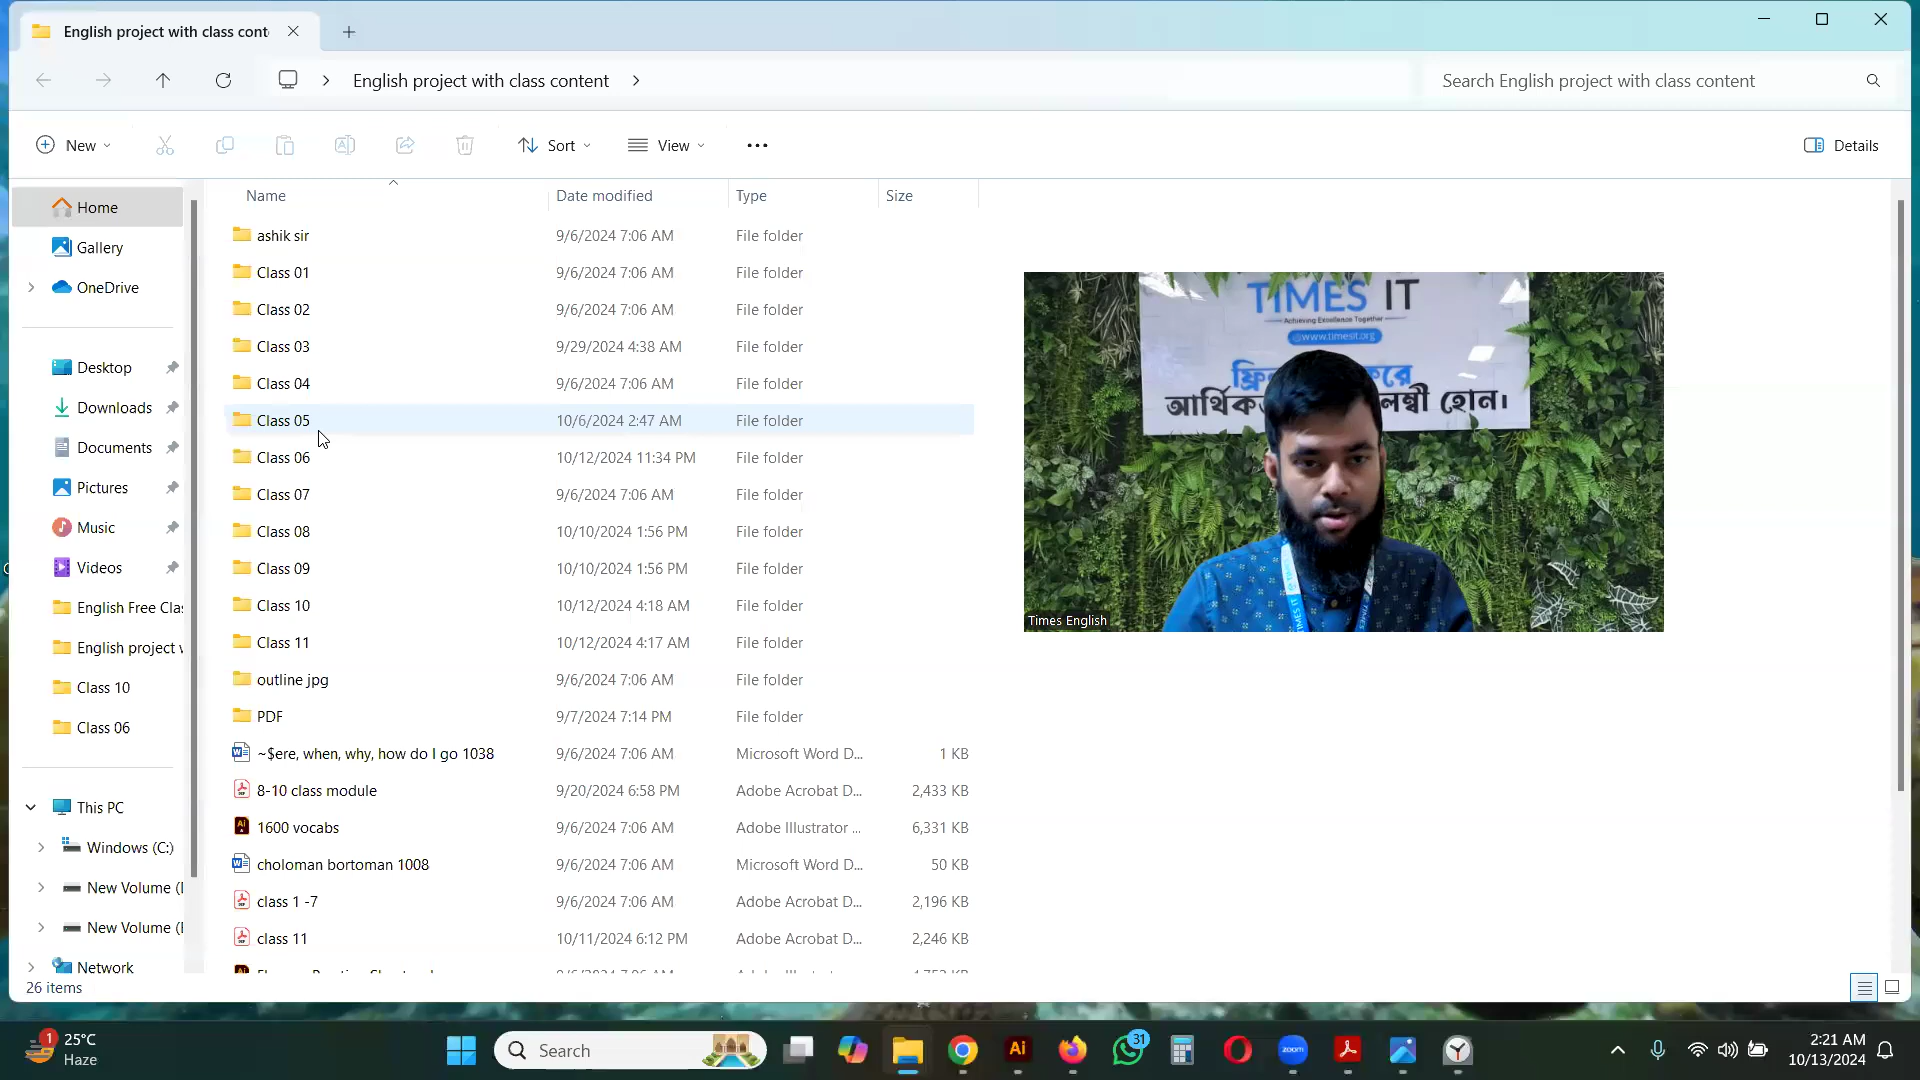 English project with class cont
English project with class content
Search English project with class content
New
Sort
View
Details
Name
Date modified
Type
Size
Home
Gallery
OneDrive
Desktop
Downloads
Documents
Pictures
Music
Videos
English Free Clas
English project w
Class 10
Class 06
This PC
Windows (C:)
New Volume (
New Volume (
Network
ashik sir 9/6/2024 7:06 AM File folder
Class 01 9/6/2024 7:06 AM File folder
Class 02 9/6/2024 7:06 AM File folder
Class 03 9/29/2024 4:38 AM File folder
Class 04 9/6/2024 7:06 AM File folder
Class 05 10/6/2024 2:47 AM File folder
Class 06 10/12/2024 11:34 PM File folder
Class 07 9/6/2024 7:06 AM File folder
Class 08 10/10/2024 1:56 PM File folder
Class 09 10/10/2024 1:56 PM File folder
Class 10 10/12/2024 4:18 AM File folder
Class 11 10/12/2024 4:17 AM File folder
outline jpg 9/6/2024 7:06 AM File folder
PDF 9/7/2024 7:14 PM File folder
~$ere, when, why, how do I go 1038 9/6/2024 7:06 AM Microsoft Word D... 1 KB
8-10 class module 9/20/2024 6:58 PM Adobe Acrobat D... 2,433 KB
1600 vocabs 9/6/2024 7:06 AM Adobe Illustrator ... 6,331 KB
choloman bortoman 1008 9/6/2024 7:06 AM Microsoft Word D... 50 KB
class 1 -7 9/6/2024 7:06 AM Adobe Acrobat D... 2,196 KB
class 11 10/11/2024 6:12 PM Adobe Acrobat D... 2,246 KB
TIMES IT
Achieving Excellence Together
www.timesit.org
করে
লম্বী হোন।
TIMES IT
Times English
26 items
25°C
Haze
Search
31
zoom
2:21 AM
10/13/2024